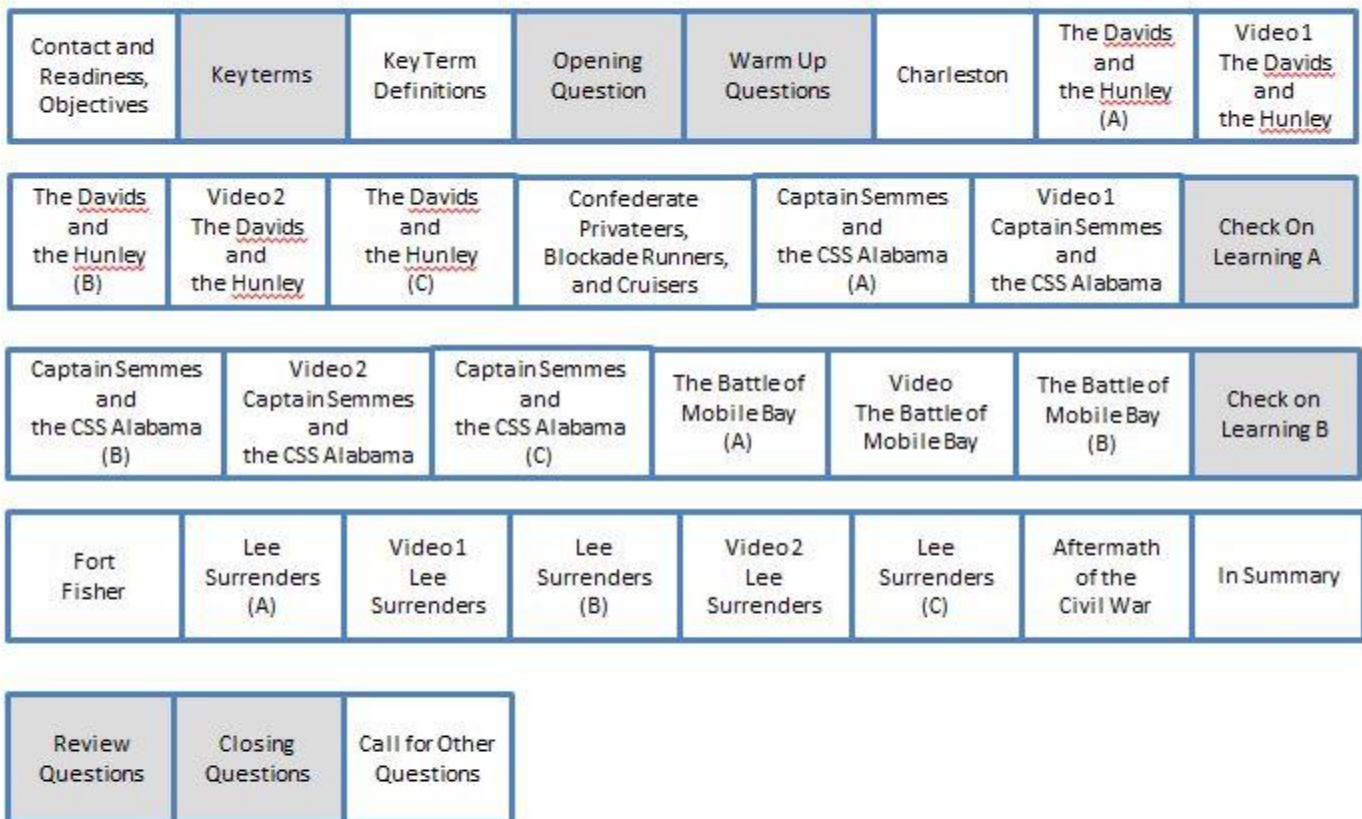 Contact and
Readiness,
Objectives
Key terms
Key Term
Definitions
Opening
Question
Warm Up
Questions
Charleston
The Davids
and
the Hunley
(A)
Video 1
The Davids
and
the Hunley
The Davids
and
the Hunley
(B)
Video 2
The Davids
and
the Hunley
The Davids
and
the Hunley
(C)
Confederate
Privateers,
Blockade Runners,
and Cruisers
Captain Semmes
and
the CSS Alabama
(A)
Video 1
Captain Semmes
and
the CSS Alabama
Check On
Learning A
Captain Semmes
and
the CSS Alabama
(B)
Video 2
Captain Semmes
and
the CSS Alabama
Captain Semmes
and
the CSS Alabama
(C)
The Battle of
Mobile Bay
(A)
Video
The Battle of
Mobile Bay
The Battle of
Mobile Bay
(B)
Check on
Learning B
Fort
Fisher
Lee
Surrenders
(A)
Video 1
Lee
Surrenders
Lee
Surrenders
(B)
Video 2
Lee
Surrenders
Lee
Surrenders
(C)
Aftermath
of the
Civil War
In Summary
Review
Questions
Closing
Questions
Call for Other
Questions